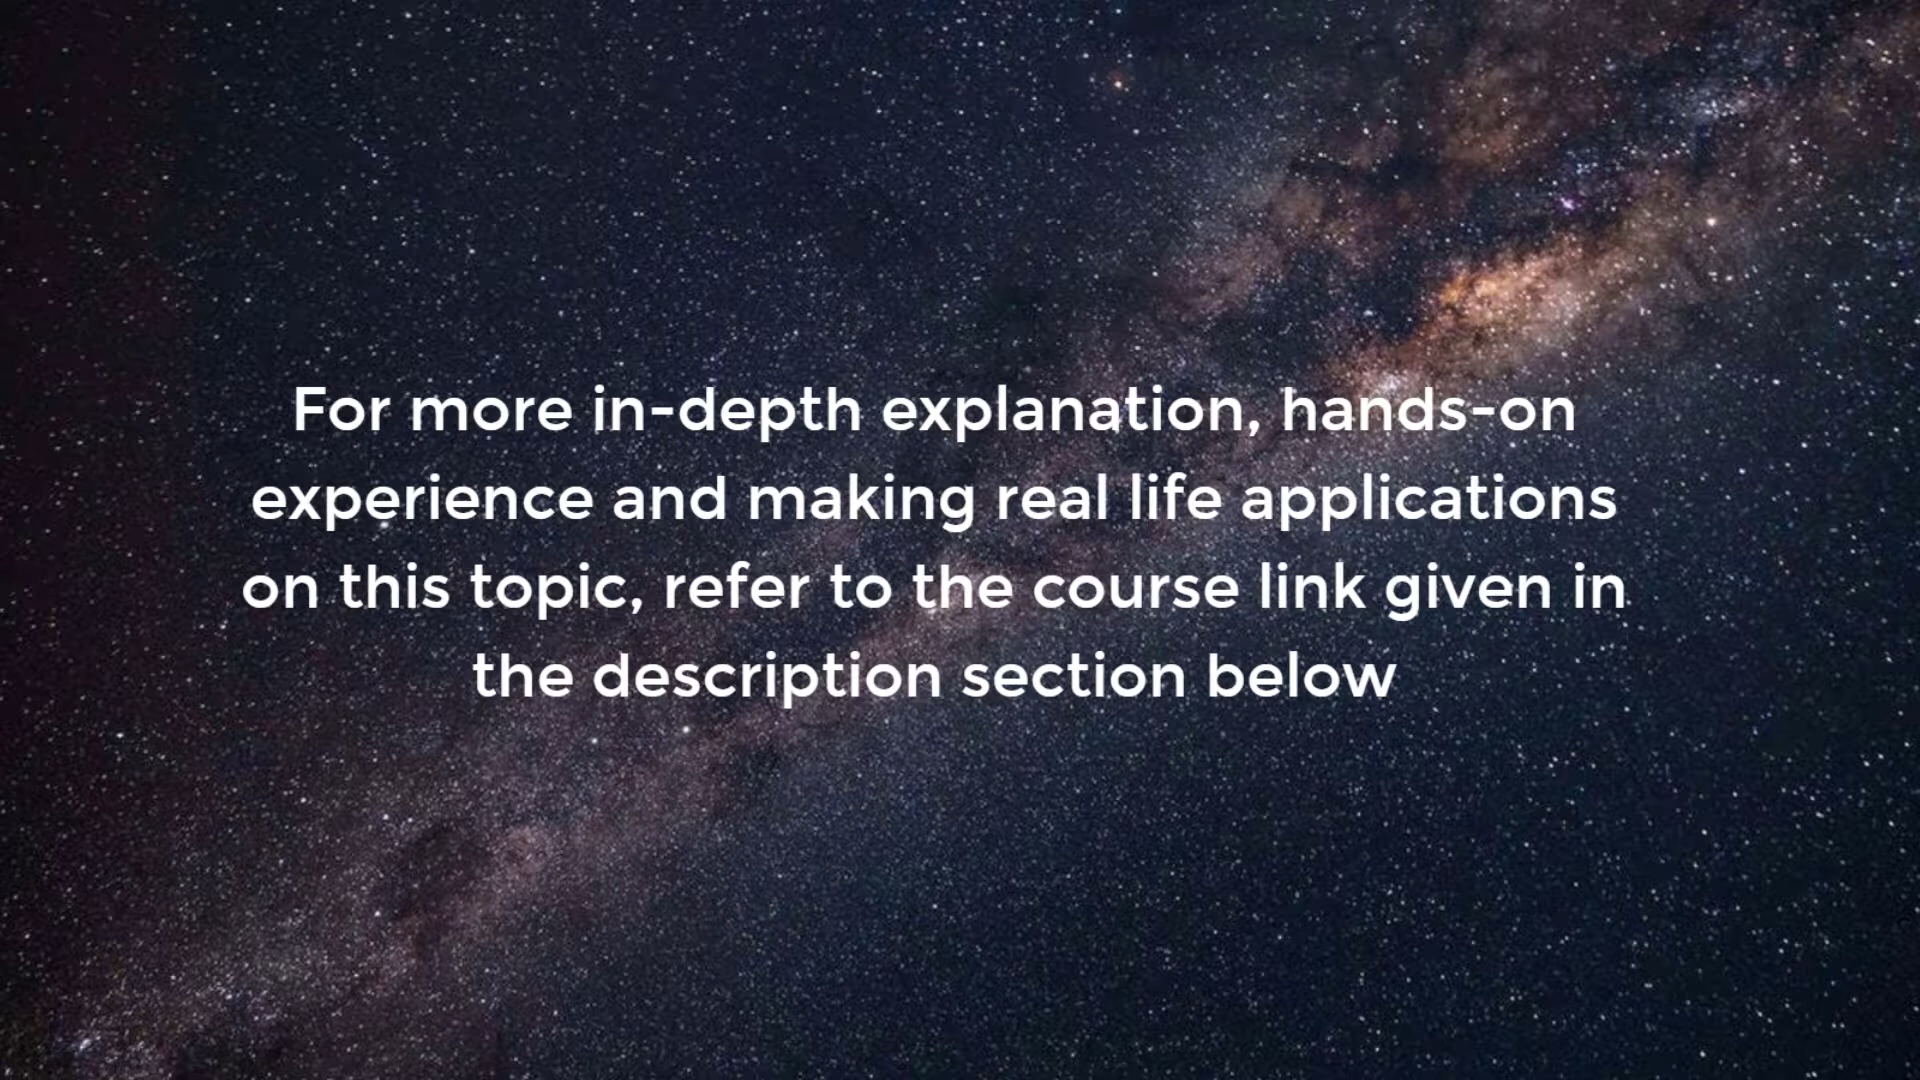 For more in-depth explanation, hands-on
experience and making real life applications
on this topic, refer to the course link given in
the description section below